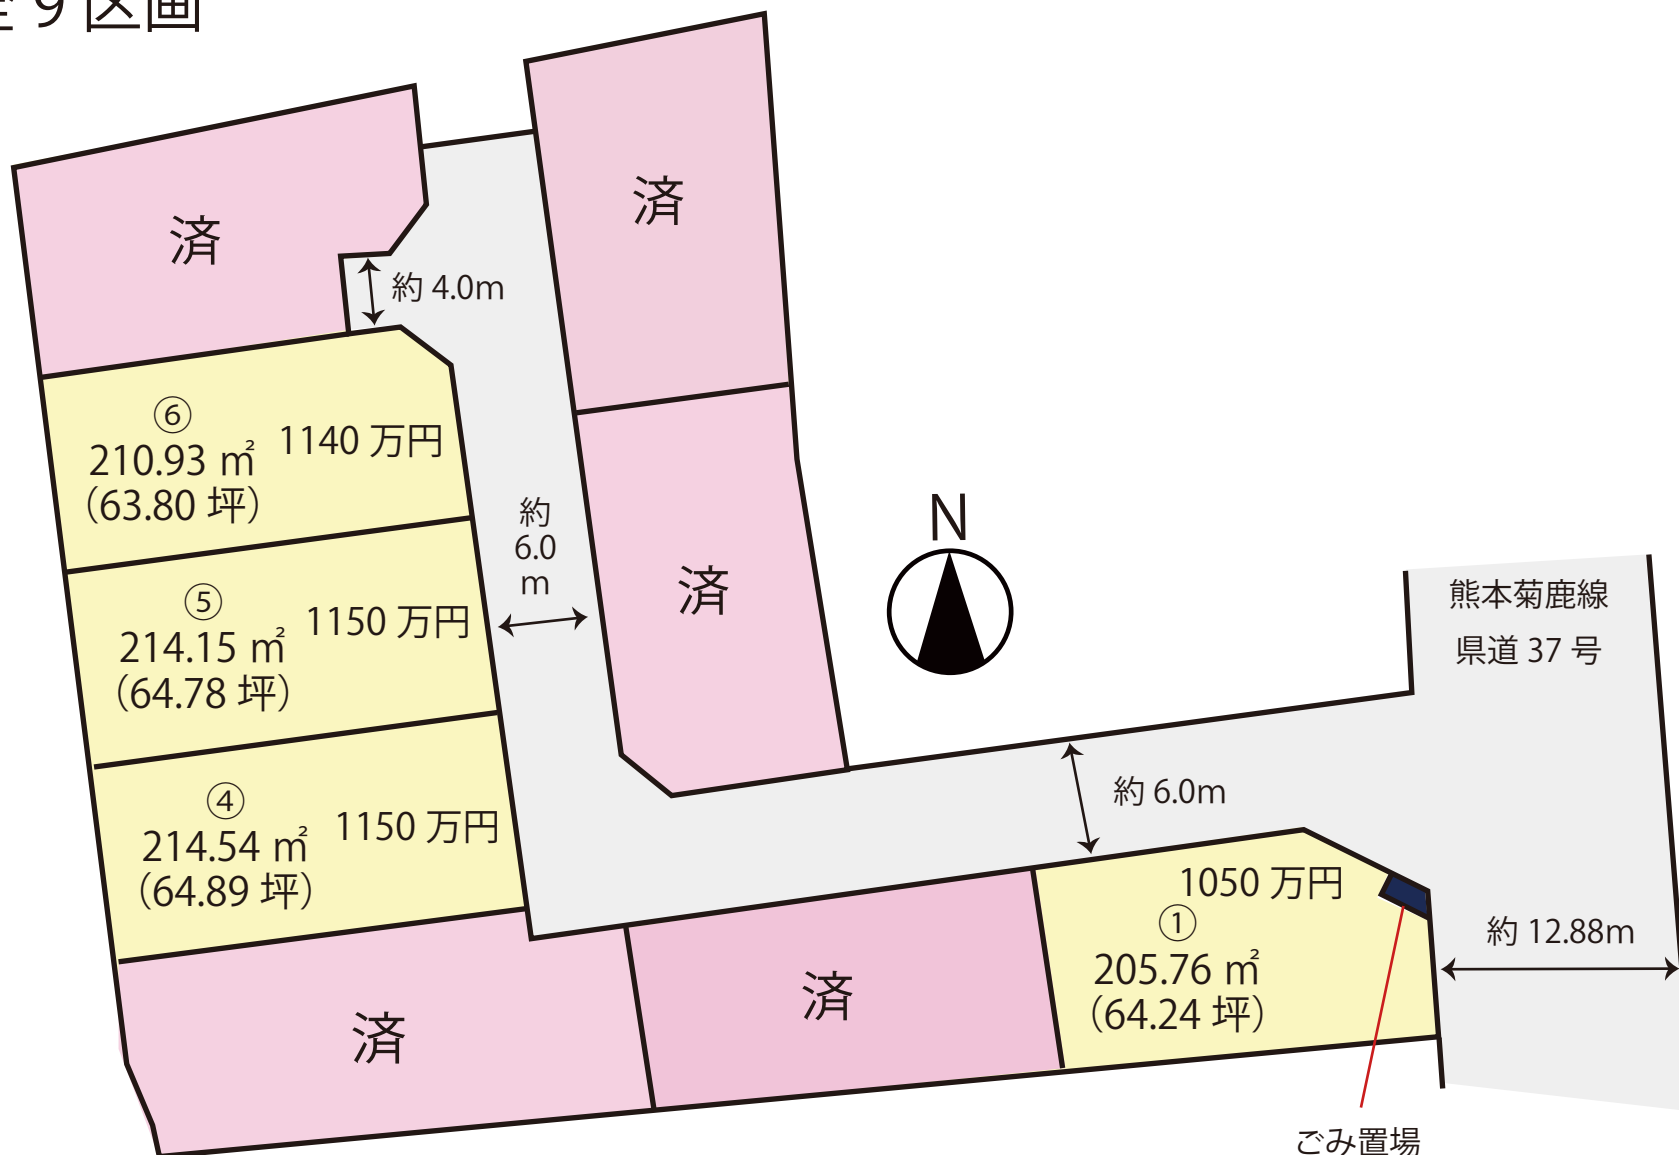 9区画
済
済
約 4.0m
⑥
210.93 ㎡
(63.80 坪)
1140 万円
約
6.0
m
⑤
214.15 ㎡
(64.78 坪)
1150 万円
済
N
熊本菊鹿線
県道 37 号
④
214.54 ㎡
(64.89 坪)
1150 万円
約 6.0m
1050 万円
①
205.76 ㎡
(64.24 坪)
約 12.88m
済
済
ごみ置場